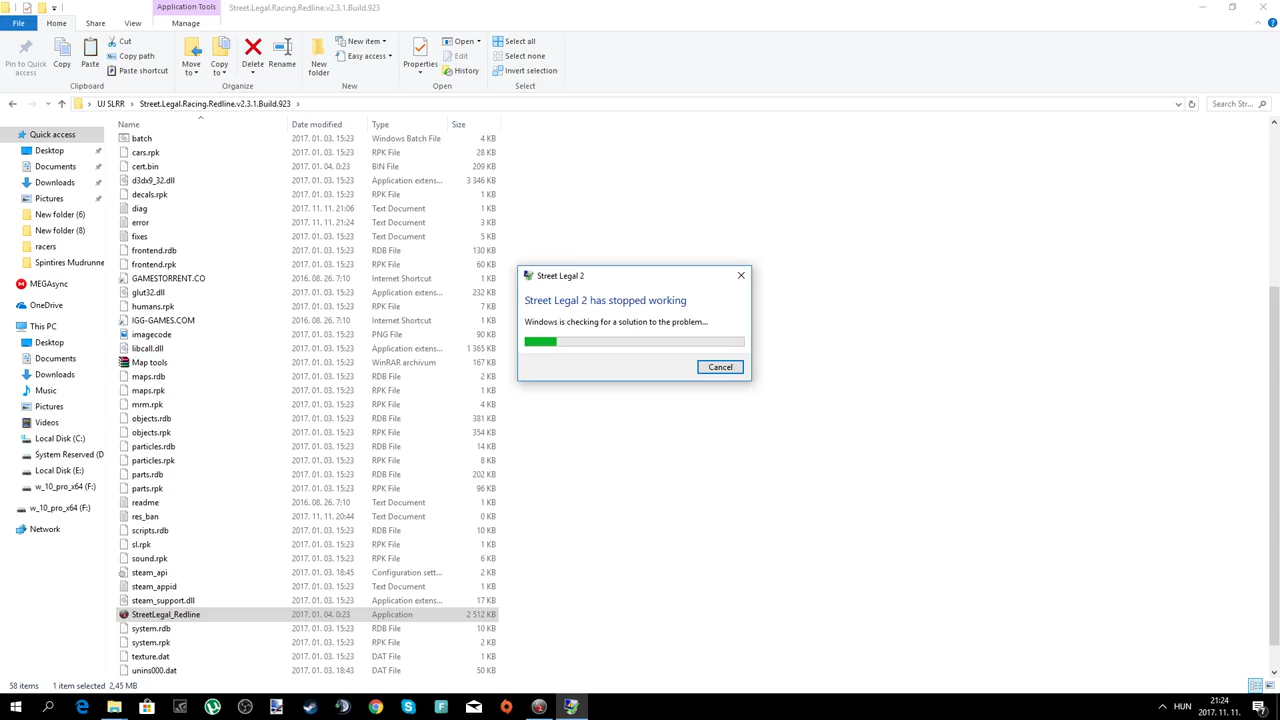 Application Tools Street.Legal.Racing.Redline.v2.3.1.Build.923
File Home Share View Manage
Pin to Quick access
Copy
Paste
Cut
Copy path
Paste shortcut
Clipboard
Move to
Copy to
Delete
Rename
Organize
New folder
New item
Easy access
New
Properties
Open
Edit
History
Open
Select all
Select none
Invert selection
Select
UJ SLRR > Street.Legal.Racing.Redline.v2.3.1.Build.923 >
Search Str...
Quick access
Desktop
Documents
Downloads
Pictures
New folder (6)
New folder (8)
racers
Spintires Mudrunne
MEGAsync
OneDrive
This PC
Desktop
Documents
Downloads
Music
Pictures
Videos
Local Disk (C:)
System Reserved (D
Local Disk (E:)
w_10_pro_x64 (F:)
w_10_pro_x64 (F:)
Network
Name Date modified Type Size
batch 2017. 01. 03. 15:23 Windows Batch File 4 KB
cars.rpk 2017. 01. 03. 15:23 RPK File 28 KB
cert.bin 2017. 01. 04. 0:23 BIN File 209 KB
d3dx9_32.dll 2017. 01. 03. 15:23 Application extens... 3 346 KB
decals.rpk 2017. 01. 03. 15:23 RPK File 1 KB
diag 2017. 11. 11. 21:06 Text Document 1 KB
error 2017. 11. 11. 21:24 Text Document 3 KB
fixes 2017. 01. 03. 15:23 Text Document 5 KB
frontend.rdb 2017. 01. 03. 15:23 RDB File 130 KB
frontend.rpk 2017. 01. 03. 15:23 RPK File 60 KB
GAMESTORRENT.CO 2016. 08. 26. 7:10 Internet Shortcut 1 KB
glut32.dll 2017. 01. 03. 15:23 Application extens... 232 KB
humans.rpk 2017. 01. 03. 15:23 RPK File 7 KB
IGG-GAMES.COM 2016. 08. 26. 7:10 Internet Shortcut 1 KB
imagecode 2017. 01. 03. 15:23 PNG File 90 KB
libcall.dll 2017. 01. 03. 15:23 Application extens... 1 365 KB
Map tools 2017. 01. 03. 15:23 WinRAR archívum 167 KB
maps.rdb 2017. 01. 03. 15:23 RDB File 2 KB
maps.rpk 2017. 01. 03. 15:23 RPK File 1 KB
mrm.rpk 2017. 01. 03. 15:23 RPK File 4 KB
objects.rdb 2017. 01. 03. 15:23 RDB File 381 KB
objects.rpk 2017. 01. 03. 15:23 RPK File 354 KB
particles.rdb 2017. 01. 03. 15:23 RDB File 14 KB
particles.rpk 2017. 01. 03. 15:23 RPK File 8 KB
parts.rdb 2017. 01. 03. 15:23 RDB File 202 KB
parts.rpk 2017. 01. 03. 15:23 RPK File 96 KB
readme 2016. 08. 26. 7:10 Text Document 1 KB
res_ban 2017. 11. 11. 20:44 Text Document 0 KB
scripts.rdb 2017. 01. 03. 15:23 RDB File 10 KB
sl.rpk 2017. 01. 03. 15:23 RPK File 1 KB
sound.rpk 2017. 01. 03. 15:23 RPK File 6 KB
steam_api 2017. 01. 03. 18:45 Configuration sett... 2 KB
steam_appid 2017. 01. 03. 15:23 Text Document 1 KB
steam_support.dll 2017. 01. 03. 15:23 Application extens... 17 KB
StreetLegal_Redline 2017. 01. 04. 0:23 Application 2 512 KB
system.rdb 2017. 01. 03. 15:23 RDB File 10 KB
system.rpk 2017. 01. 03. 15:23 RPK File 2 KB
texture.dat 2017. 01. 03. 15:23 DAT File 1 KB
unins000.dat 2017. 01. 03. 18:43 DAT File 50 KB
Street Legal 2
Street Legal 2 has stopped working
Windows is checking for a solution to the problem...
Cancel
58 items 1 item selected 2,45 MB
HUN
21:24
2017. 11. 11.